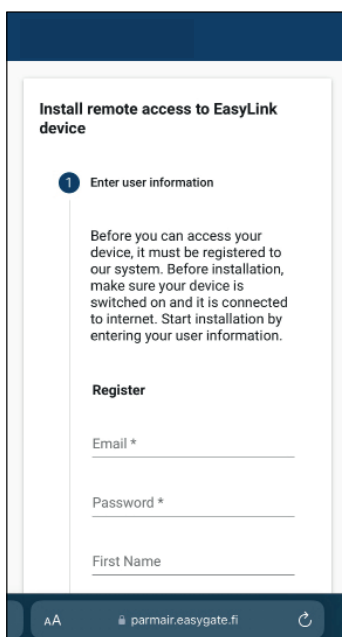 Install remote access to EasyLink
device
1 Enter user information
Before you can access your
device, it must be registered to
our system. Before installation,
make sure your device is
switched on and it is connected
to internet. Start installation by
entering your user information.
Register
Email *
Password *
First Name
AA parmair.easygate.fi